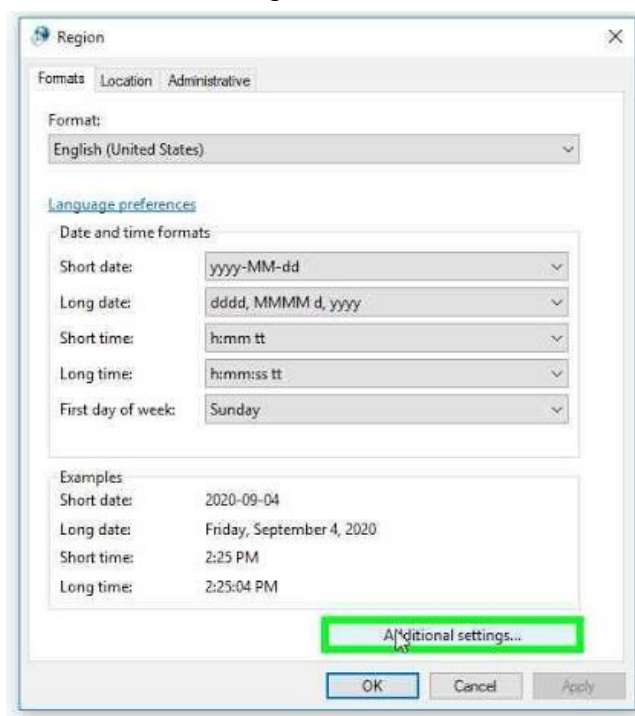 Region
Formats Location Administrative
Format:
English (United States)
Language preferences
Date and time formats
Short date: yyyy-MM-dd
Long date: dddd, MMMM d, yyyy
Short time: h:mm tt
Long time: h:mm:ss tt
First day of week: Sunday
Examples
Short date: 2020-09-04
Long date: Friday, September 4, 2020
Short time: 2:25 PM
Long time: 2:25:04 PM
Additional settings...
OK Cancel Apply